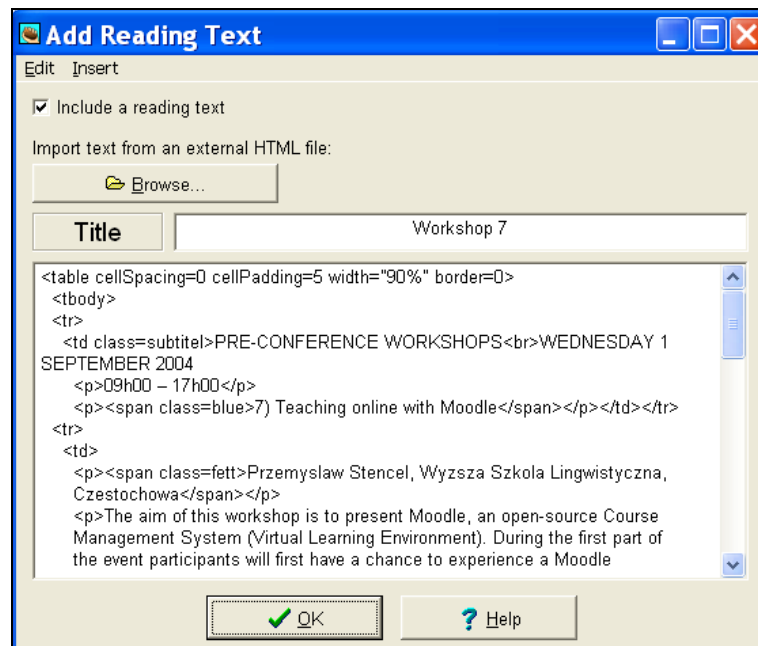 Add Reading Text
Edit Insert
Include a reading text
Import text from an external HTML file:
Browse...
Title
Workshop 7
<table cellSpacing=0 cellPadding=5 width="90%" border=0>
<tbody>
<tr>
<td class=subtitel>PRE-CONFERENCE WORKSHOPS<br>WEDNESDAY 1
SEPTEMBER 2004
<p>09h00 – 17h00</p>
<p><span class=blue>7) Teaching online with Moodle</span></p></td></tr>
<tr>
<td>
<p><span class=fett>Przemyslaw Stencel, Wyzsza Szkola Lingwistyczna,
Czestochowa</span></p>
<p>The aim of this workshop is to present Moodle, an open-source Course
Management System (Virtual Learning Environment). During the first part of
the event participants will first have a chance to experience a Moodle
OK
Help